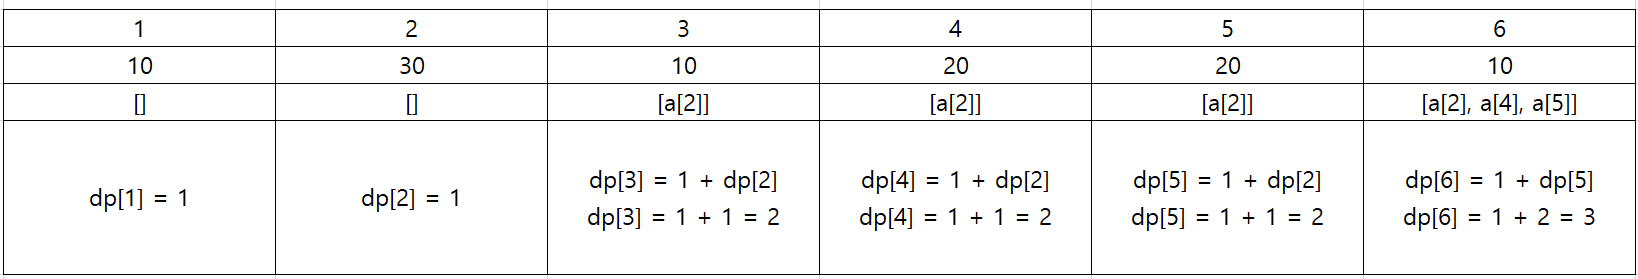 1 2 3 4 5 6
10 30 10 20 20 10
[] [] [a[2]] [a[2]] [a[2]] [a[2], a[4], a[5]]
dp[1] = 1 dp[2] = 1 dp[3] = 1 + dp[2] dp[4] = 1 + dp[2] dp[5] = 1 + dp[2] dp[6] = 1 + dp[5]
dp[3] = 1 + 1 = 2 dp[4] = 1 + 1 = 2 dp[5] = 1 + 1 = 2 dp[6] = 1 + 2 = 3